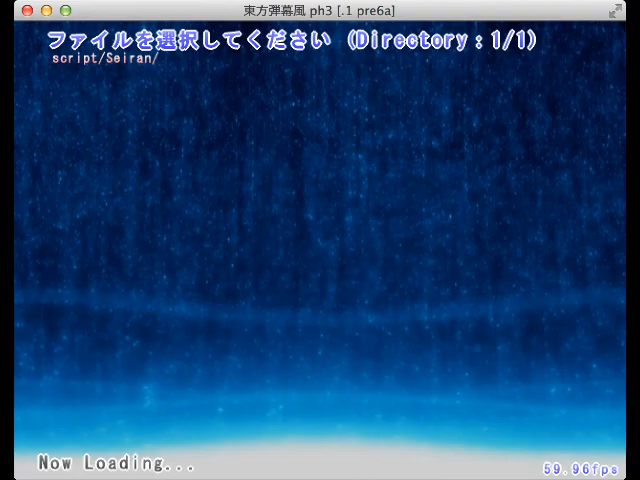 東方弾幕風 ph3 [.1 pre6a]
ファイルを選択してください (Directory：1/1)
script/Seiran/
Now Loading...
59.96fps